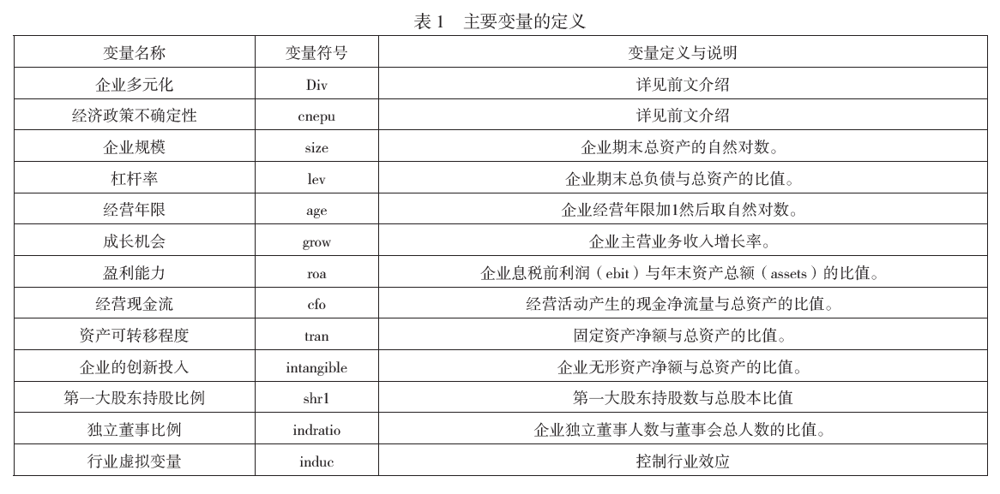 表1 主要变量的定义
变量名称 变量符号 变量定义与说明
企业多元化 Div 详见前文介绍
经济政策不确定性 cnepu 详见前文介绍
企业规模 size 企业期末总资产的自然对数。
杠杆率 lev 企业期末总负债与总资产的比值。
经营年限 age 企业经营年限加1然后取自然对数。
成长机会 grow 企业主营业务收入增长率。
盈利能力 roa 企业息税前利润（ebit）与年末资产总额（assets）的比值。
经营现金流 cfo 经营活动产生的现金净流量与总资产的比值。
资产可转移程度 tran 固定资产净额与总资产的比值。
企业的创新投入 intangible 企业无形资产净额与总资产的比值。
第一大股东持股比例 shr1 第一大股东持股数与总股本比值
独立董事比例 indratio 企业独立董事人数与董事会总人数的比值。
行业虚拟变量 induc 控制行业效应